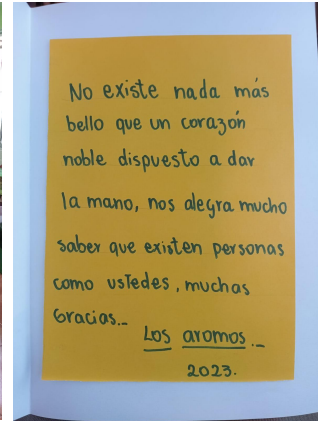 No existe nada más
bello que un corazón
noble dispuesto a dar
la mano, nos alegra mucho
saber que existen personas
como ustedes, muchas
Gracias..
Los aromos..
2023.